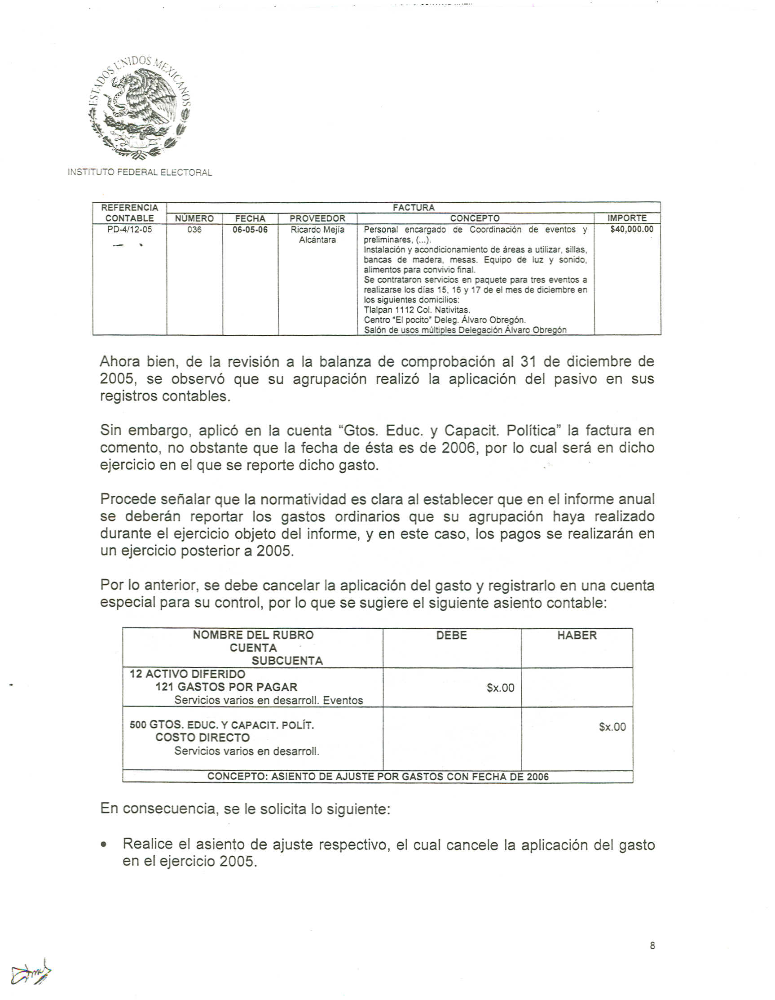 ESTADOS UNIDOS MEXICANOS
INSTITUTO FEDERAL ELECTORAL
REFERENCIA CONTABLE FACTURA
NÚMERO FECHA PROVEEDOR CONCEPTO IMPORTE
PD-4/12-05 036 06-05-06 Ricardo Mejía Alcántara Personal encargado de Coordinación de eventos y $40,000.00
preliminares, (...).
Instalación y acondicionamiento de áreas a utilizar, sillas,
bancas de madera, mesas. Equipo de luz y sonido,
alimentos para convivio final.
Se contrataron servicios en paquete para tres eventos a
realizarse los días 15, 16 y 17 de el mes de diciembre en
los siguientes domicilios:
Tlalpan 1112 Col. Nativitas.
Centro "El pocito" Deleg. Álvaro Obregón.
Salón de usos múltiples Delegación Álvaro Obregón
Ahora bien, de la revisión a la balanza de comprobación al 31 de diciembre de
2005, se observó que su agrupación realizó la aplicación del pasivo en sus
registros contables.
Sin embargo, aplicó en la cuenta “Gtos. Educ. y Capacit. Política” la factura en
comento, no obstante que la fecha de ésta es de 2006, por lo cual será en dicho
ejercicio en el que se reporte dicho gasto.
Procede señalar que la normatividad es clara al establecer que en el informe anual
se deberán reportar los gastos ordinarios que su agrupación haya realizado
durante el ejercicio objeto del informe, y en este caso, los pagos se realizarán en
un ejercicio posterior a 2005.
Por lo anterior, se debe cancelar la aplicación del gasto y registrarlo en una cuenta
especial para su control, por lo que se sugiere el siguiente asiento contable:
NOMBRE DEL RUBRO DEBE HABER
CUENTA
SUBCUENTA
12 ACTIVO DIFERIDO
121 GASTOS POR PAGAR $x.00
Servicios varios en desarroll. Eventos
500 GTOS. EDUC. Y CAPACIT. POLÍT. $x.00
COSTO DIRECTO
Servicios varios en desarroll.
CONCEPTO: ASIENTO DE AJUSTE POR GASTOS CON FECHA DE 2006
En consecuencia, se le solicita lo siguiente:
• Realice el asiento de ajuste respectivo, el cual cancele la aplicación del gasto
en el ejercicio 2005.
8